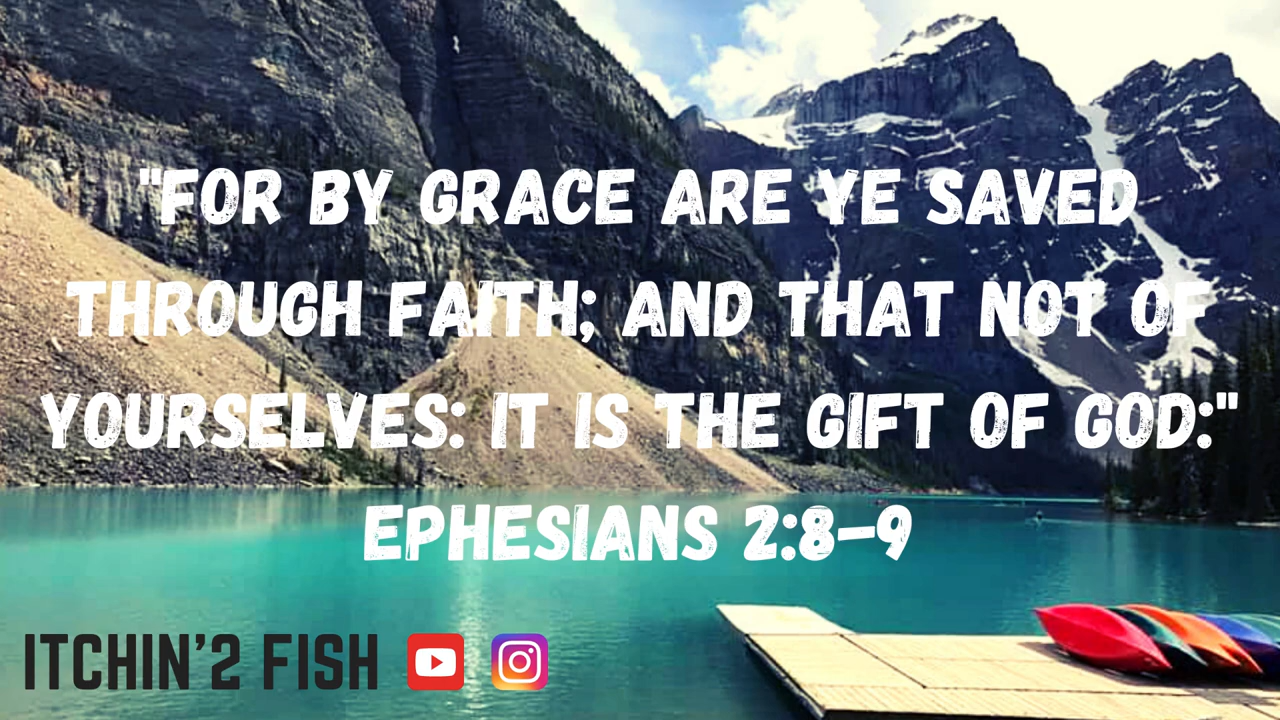 "FOR BY GRACE ARE YE SAVED
THROUGH FAITH; AND THAT NOT OF
YOURSELVES: IT IS THE GIFT OF GOD:"
EPHESIANS 2:8-9
ITCHIN'2 FISH